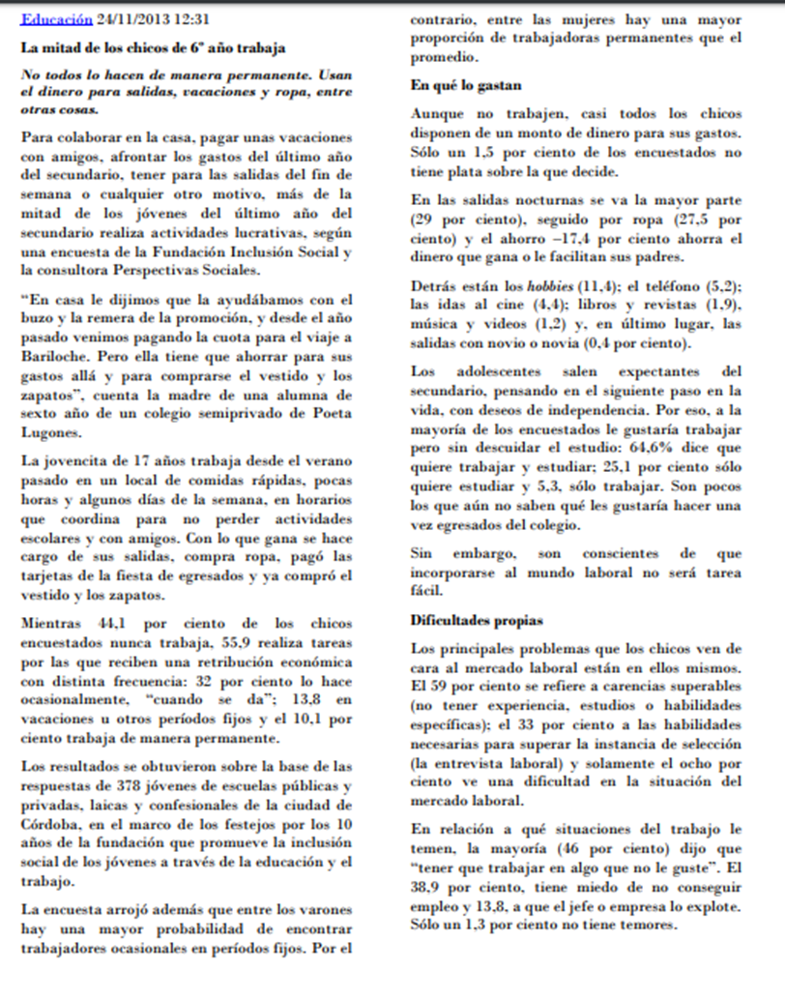 Educación 24/11/2013 12:31
La mitad de los chicos de 6º año trabaja
No todos lo hacen de manera permanente. Usan
el dinero para salidas, vacaciones y ropa, entre
otras cosas.
Para colaborar en la casa, pagar unas vacaciones
con amigos, afrontar los gastos del último año
del secundario, tener para las salidas del fin de
semana o cualquier otro motivo, más de la
mitad de los jóvenes del último año del
secundario realiza actividades lucrativas, según
una encuesta de la Fundación Inclusión Social y
la consultora Perspectivas Sociales.
“En casa le dijimos que la ayudábamos con el
buzo y la remera de la promoción, y desde el año
pasado venimos pagando la cuota para el viaje a
Bariloche. Pero ella tiene que ahorrar para sus
gastos allá y para comprarse el vestido y los
zapatos”, cuenta la madre de una alumna de
sexto año de un colegio semiprivado de Poeta
Lugones.
La jovencita de 17 años trabaja desde el verano
pasado en un local de comidas rápidas, pocas
horas y algunos días de la semana, en horarios
que coordina para no perder actividades
escolares y con amigos. Con lo que gana se hace
cargo de sus salidas, compra ropa, pagó las
tarjetas de la fiesta de egresados y ya compró el
vestido y los zapatos.
Mientras 44,1 por ciento de los chicos
encuestados nunca trabaja, 55,9 realiza tareas
por las que reciben una retribución económica
con distinta frecuencia: 32 por ciento lo hace
ocasionalmente, “cuando se da”; 13,8 en
vacaciones u otros períodos fijos y el 10,1 por
ciento trabaja de manera permanente.
Los resultados se obtuvieron sobre la base de las
respuestas de 378 jóvenes de escuelas públicas y
privadas, laicas y confesionales de la ciudad de
Córdoba, en el marco de los festejos por los 10
años de la fundación que promueve la inclusión
social de los jóvenes a través de la educación y el
trabajo.
La encuesta arrojó además que entre los varones
hay una mayor probabilidad de encontrar
trabajadores ocasionales en períodos fijos. Por el
contrario, entre las mujeres hay una mayor
proporción de trabajadoras permanentes que el
promedio.
En qué lo gastan
Aunque no trabajen, casi todos los chicos
disponen de un monto de dinero para sus gastos.
Sólo un 1,5 por ciento de los encuestados no
tiene plata sobre la que decide.
En las salidas nocturnas se va la mayor parte
(29 por ciento), seguido por ropa (27,5 por
ciento) y el ahorro –17,4 por ciento ahorra el
dinero que gana o le facilitan sus padres.
Detrás están los hobbies (11,4); el teléfono (5,2);
las idas al cine (4,4); libros y revistas (1,9),
música y videos (1,2) y, en último lugar, las
salidas con novio o novia (0,4 por ciento).
Los adolescentes salen expectantes del
secundario, pensando en el siguiente paso en la
vida, con deseos de independencia. Por eso, a la
mayoría de los encuestados le gustaría trabajar
pero sin descuidar el estudio: 64,6% dice que
quiere trabajar y estudiar; 25,1 por ciento sólo
quiere estudiar y 5,3, sólo trabajar. Son pocos
los que aún no saben qué les gustaría hacer una
vez egresados del colegio.
Sin embargo, son conscientes de que
incorporarse al mundo laboral no será tarea
fácil.
Dificultades propias
Los principales problemas que los chicos ven de
cara al mercado laboral están en ellos mismos.
El 59 por ciento se refiere a carencias superables
(no tener experiencia, estudios o habilidades
específicas); el 33 por ciento a las habilidades
necesarias para superar la instancia de selección
(la entrevista laboral) y solamente el ocho por
ciento ve una dificultad en la situación del
mercado laboral.
En relación a qué situaciones del trabajo le
temen, la mayoría (46 por ciento) dijo que
“tener que trabajar en algo que no le guste”. El
38,9 por ciento, tiene miedo de no conseguir
empleo y 13,8, a que el jefe o empresa lo explote.
Sólo un 1,3 por ciento no tiene temores.